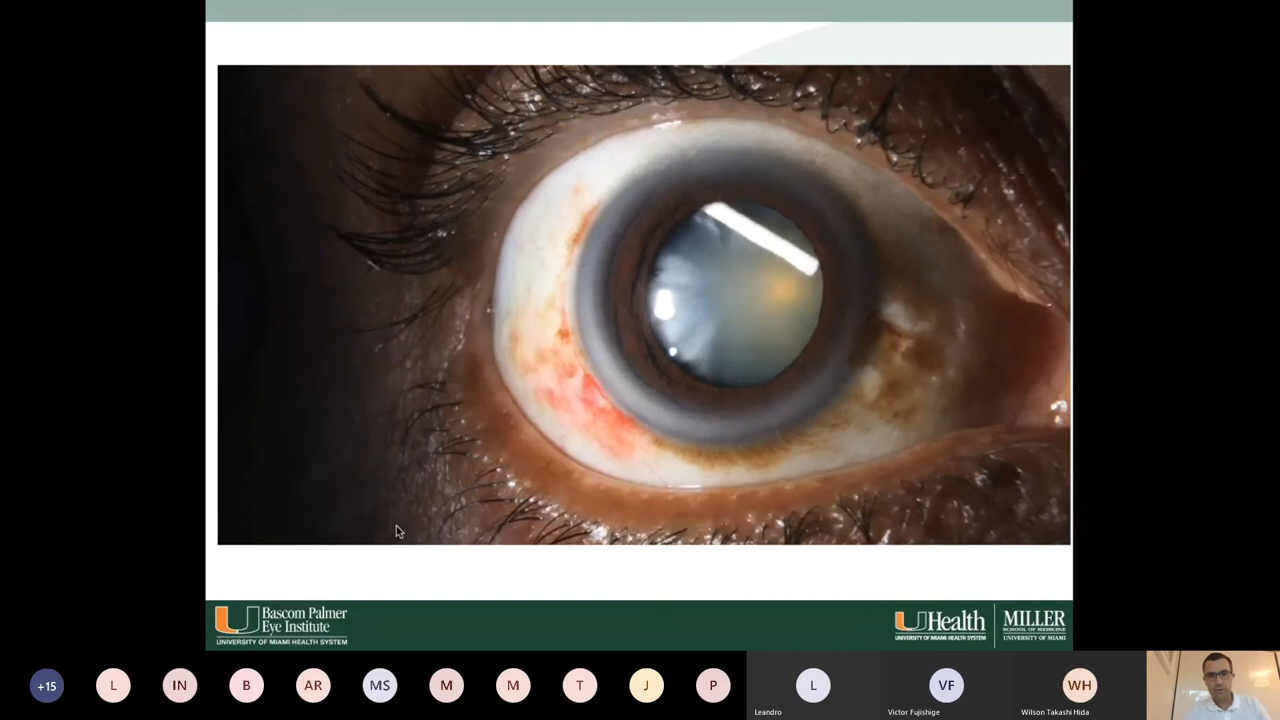 Bascom Palmer
Eye Institute
UNIVERSITY OF MIAMI HEALTH SYSTEM
UHealth
UNIVERSITY OF MIAMI HEALTH SYSTEM
MILLER
SCHOOL OF MEDICINE
UNIVERSITY OF MIAMI
+15
L
IN
B
AR
MS
M
M
T
J
P
L
VF
WH
Leandro
Victor Fujishige
Wilson Takashi Hida